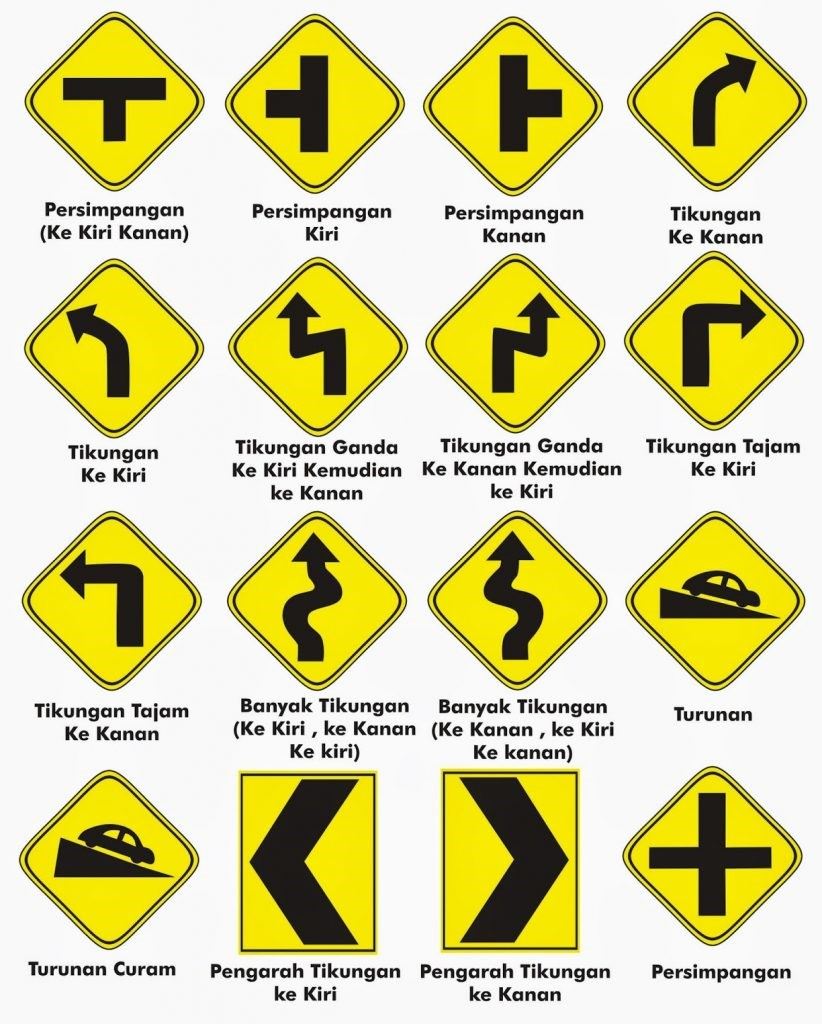 Persimpangan
(Ke Kiri Kanan)
Persimpangan
Kiri
Persimpangan
Kanan
Tikungan
Ke Kanan
Tikungan
Ke Kiri
Tikungan Ganda
Ke Kiri Kemudian
ke Kanan
Tikungan Ganda
Ke Kanan Kemudian
ke Kiri
Tikungan Tajam
Ke Kiri
Tikungan Tajam
Ke Kanan
Banyak Tikungan
(Ke Kiri , ke Kanan
Ke kiri)
Banyak Tikungan
(Ke Kanan , ke Kiri
Ke kanan)
Turunan
Turunan Curam
Pengarah Tikungan
ke Kiri
Pengarah Tikungan
ke Kanan
Persimpangan